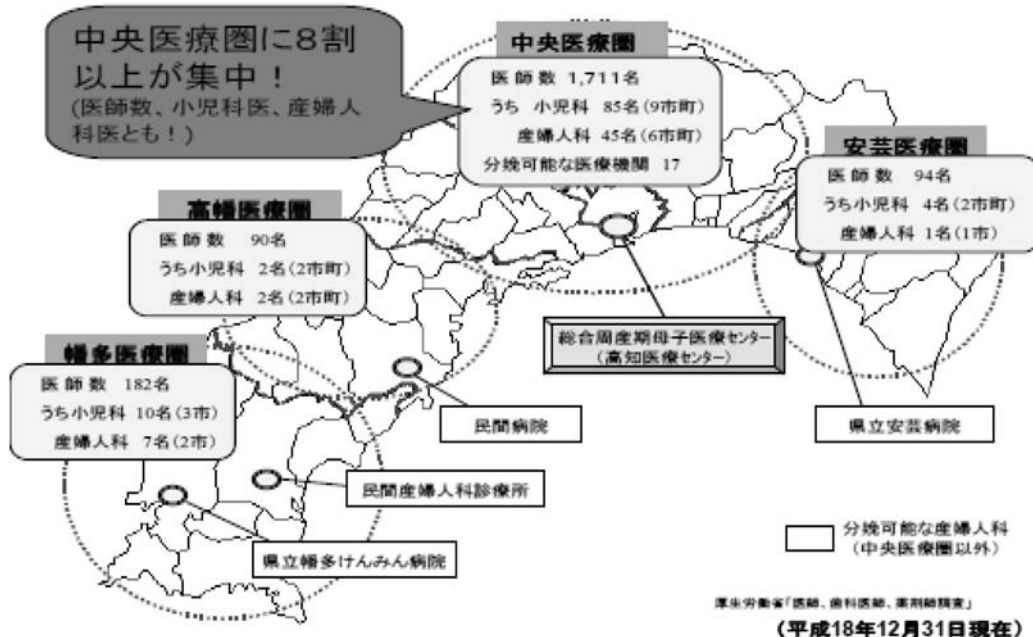 中央医療圏に8割
以上が集中！
(医師数、小児科医、産婦人
科医とも！)
中央医療圏
医師数 1,711名
うち 小児科 85名(9市町)
産婦人科 45名(6市町)
分娩可能な医療機関 17
安芸医療圏
医師数 94名
うち小児科 4名(2市町)
産婦人科 1名(1市)
高幡医療圏
医師数 90名
うち小児科 2名(2市町)
産婦人科 2名(2市町)
幡多医療圏
医師数 182名
うち小児科 10名(3市)
産婦人科 7名(2市)
総合周産期母子医療センター
(高知医療センター)
民間病院
県立安芸病院
民間産婦人科診療所
県立幡多けんみん病院
分娩可能な産婦人科
(中央医療圏以外)
厚生労働省「医師、歯科医師、薬剤師調査」
(平成18年12月31日現在)